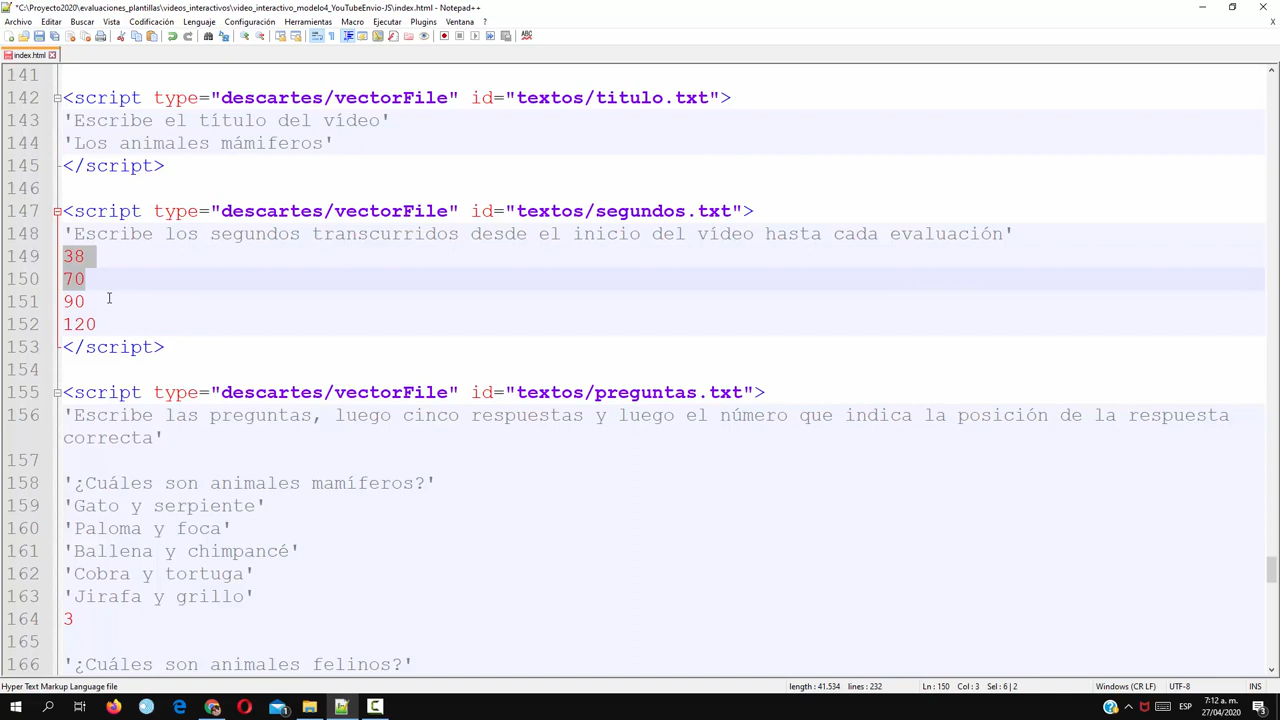 *C:\Proyecto2020\evaluaciones_plantillas\videos_interactivos\video_interactivo_modelo4_YouTubeEnvio-JS\index.html - Notepad++
Archivo Editar Buscar Vista Codificación Lenguaje Configuración Herramientas Macro Ejecutar Plugins Ventana ?
index.html
141
142 <script type="descartes/vectorFile" id="textos/titulo.txt">
143 'Escribe el título del vídeo'
144 'Los animales mámiferos'
145 </script>
146
147 <script type="descartes/vectorFile" id="textos/segundos.txt">
148 'Escribe los segundos transcurridos desde el inicio del vídeo hasta cada evaluación'
149 38
150 70
151 90
152 120
153 </script>
154
155 <script type="descartes/vectorFile" id="textos/preguntas.txt">
156 'Escribe las preguntas, luego cinco respuestas y luego el número que indica la posición de la respuesta
correcta'
157
158 '¿Cuáles son animales mamíferos?'
159 'Gato y serpiente'
160 'Paloma y foca'
161 'Ballena y chimpancé'
162 'Cobra y tortuga'
163 'Jirafa y grillo'
164 3
165
166 '¿Cuáles son animales felinos?'
Hyper Text Markup Language file length : 41.534 lines : 232 Ln : 150 Col : 3 Sel : 6 | 2 Windows (CR LF) UTF-8 INS
ESP
7:12 a. m.
27/04/2020